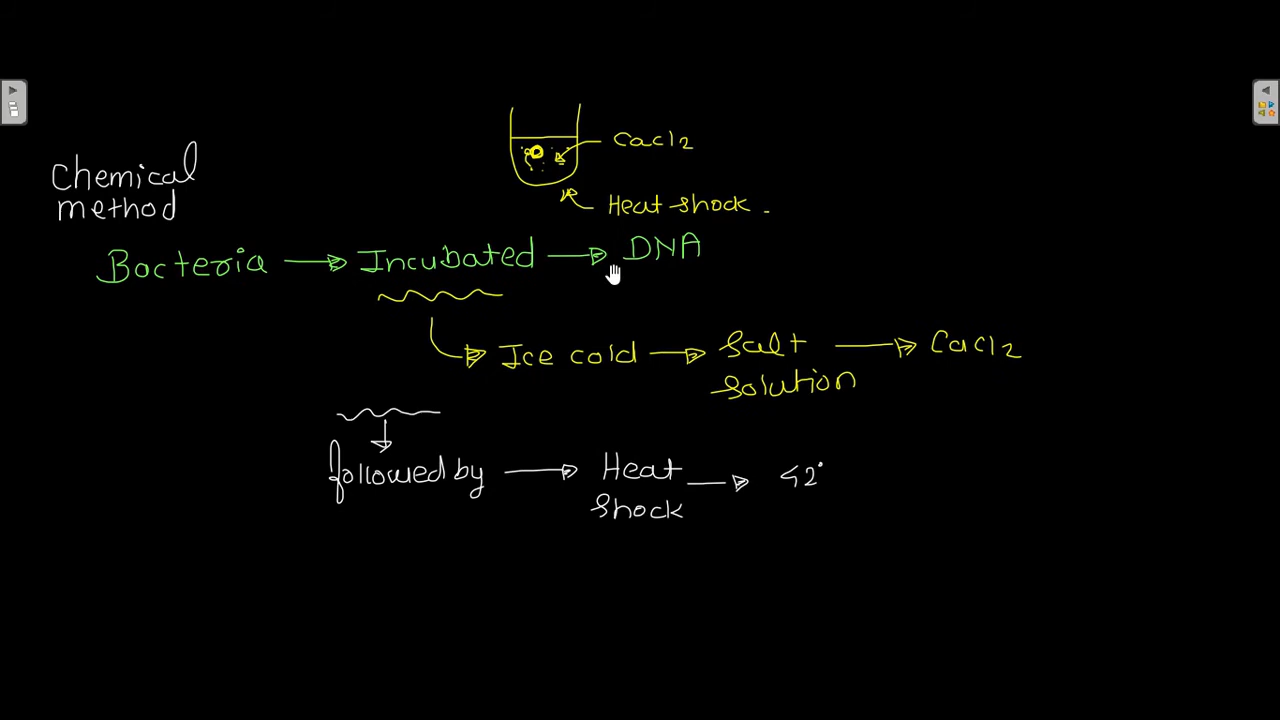 CaCl2
Chemical
method
Heat shock.
Bacteria → Incubated → DNA
Ice cold → Salt → CaCl2
solution
followed by → Heat → 42°
shock